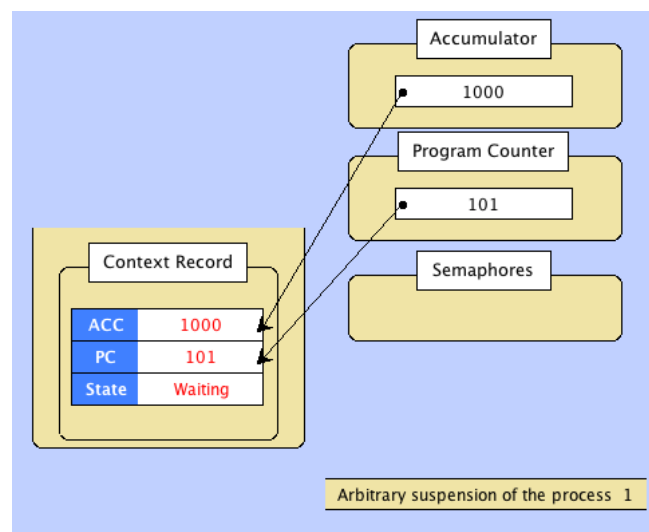 Accumulator
1000
Program Counter
101
Semaphores
Context Record
ACC 1000
PC 101
State Waiting
Arbitrary suspension of the process 1